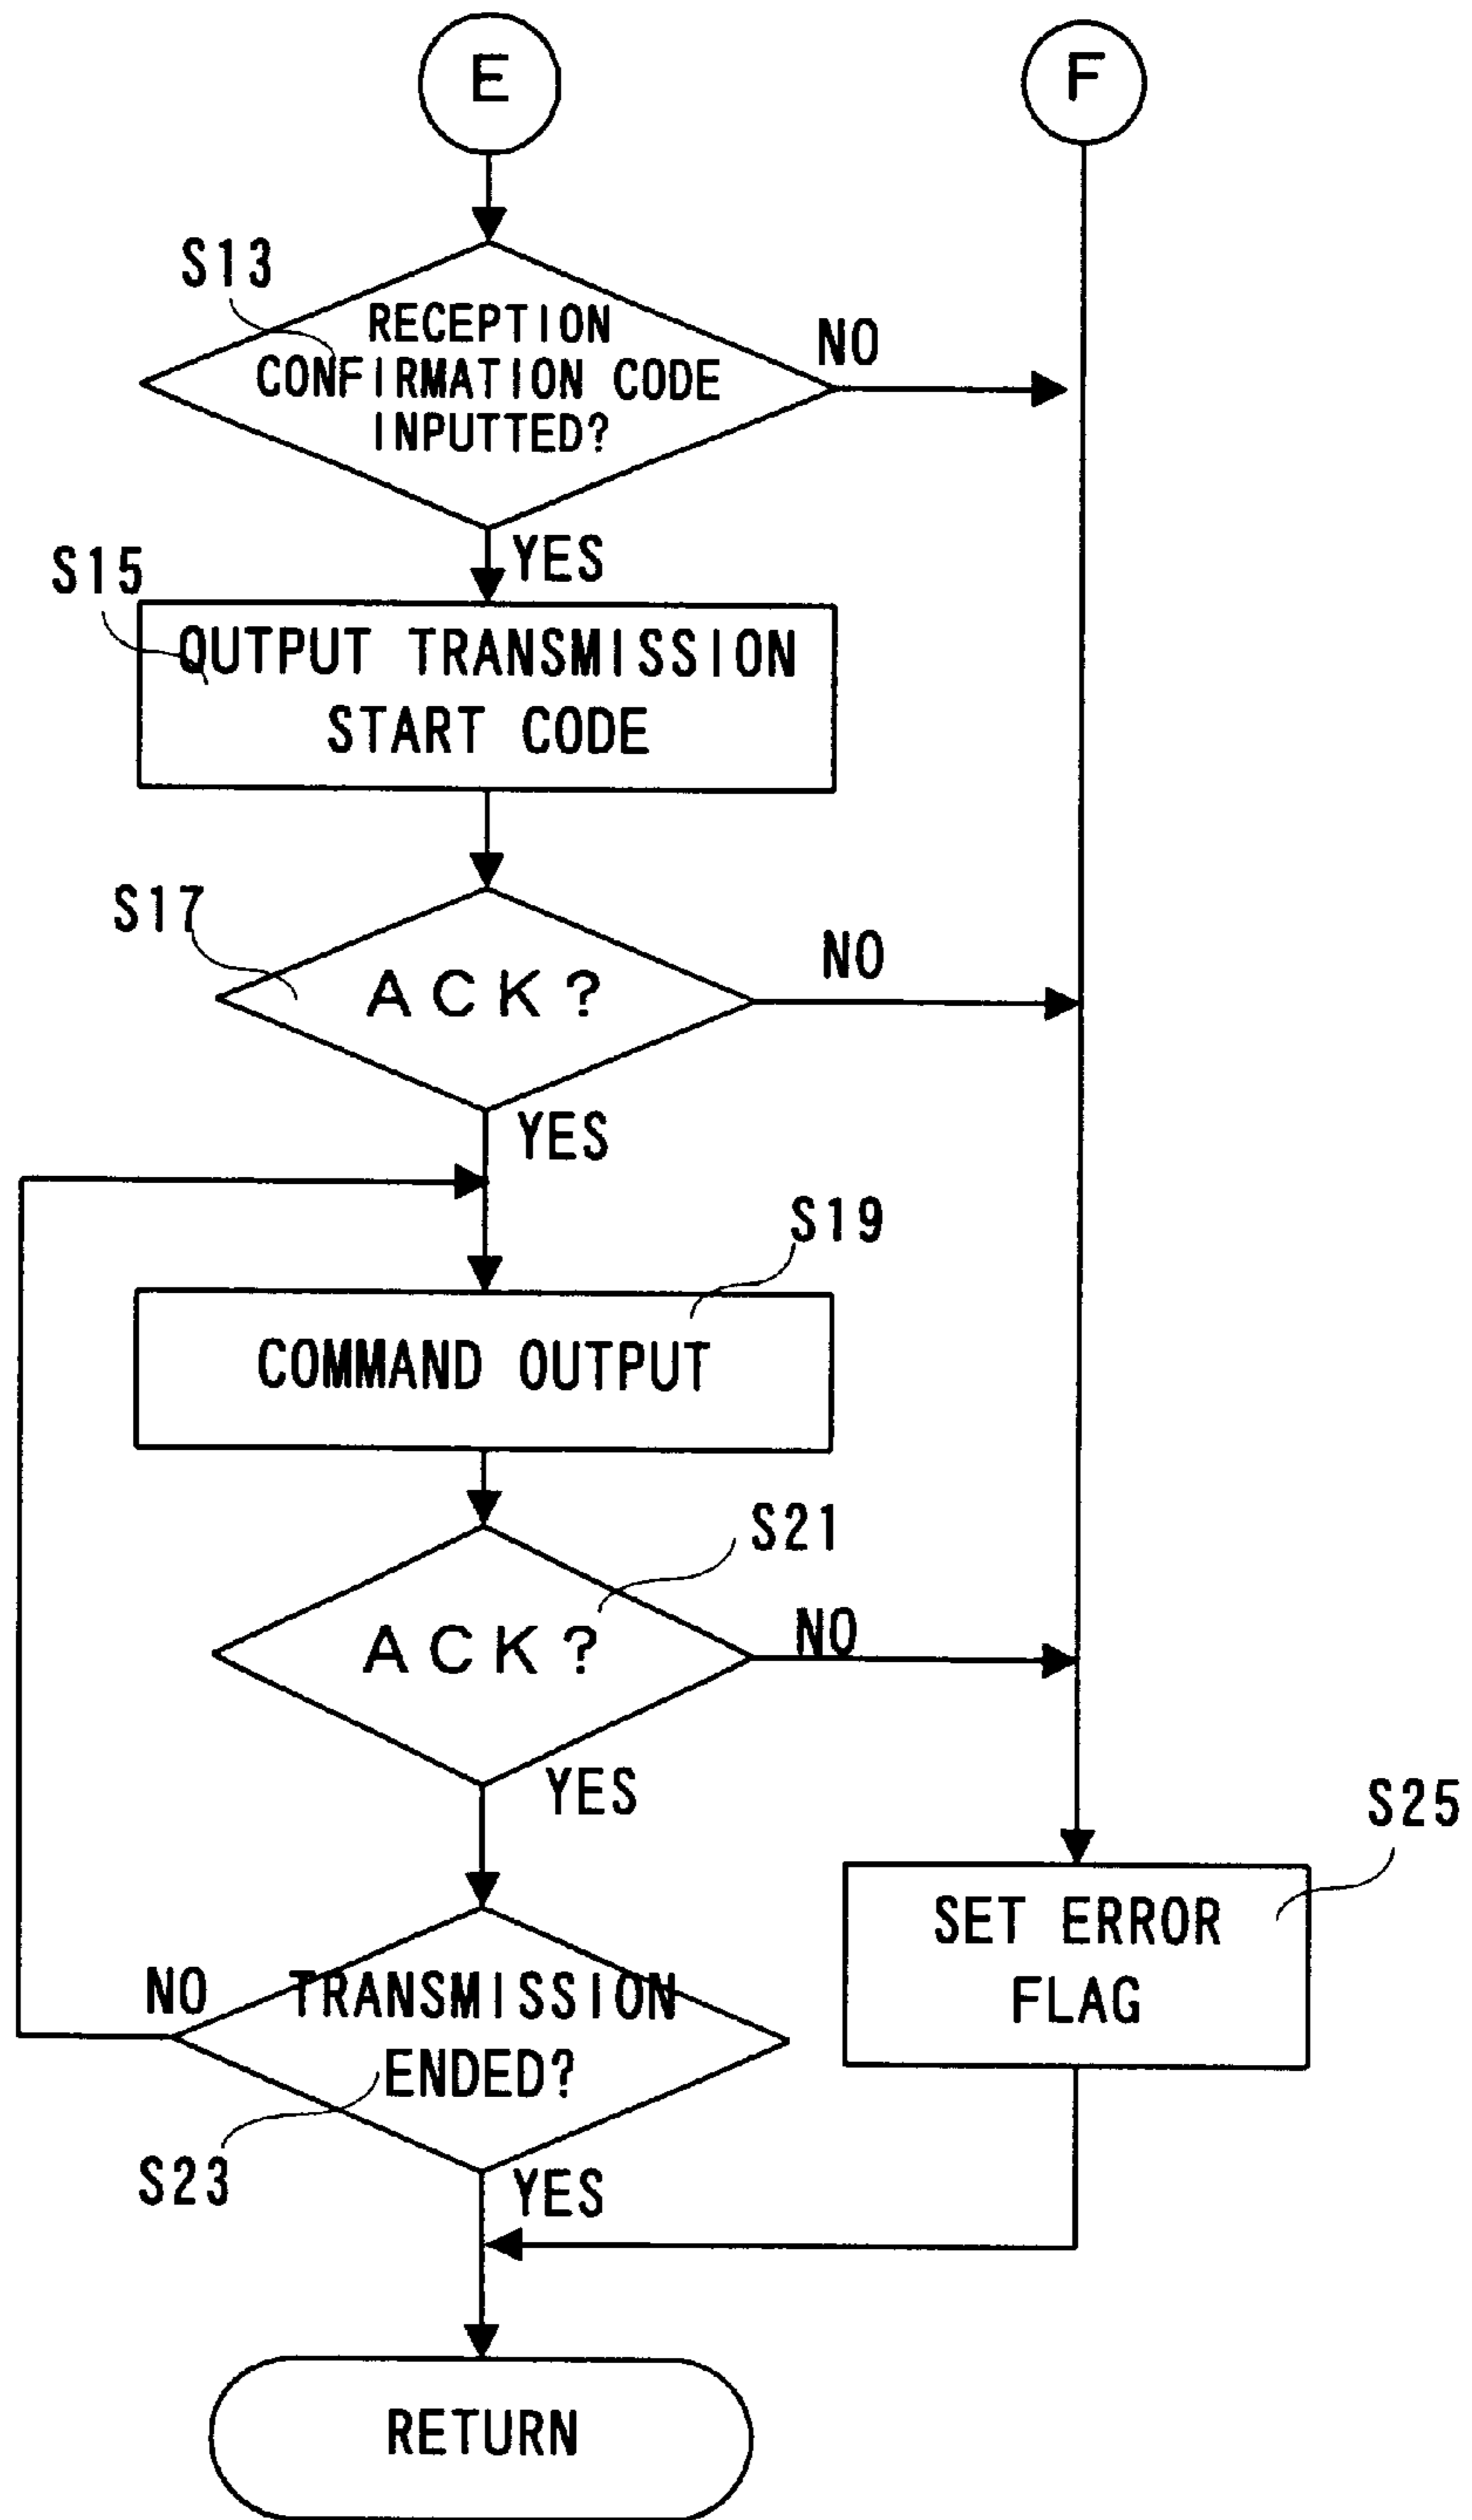 E
F
S13
RECEPTION
CONFIRMATION CODE
INPUTTED?
NO
YES
S15
OUTPUT TRANSMISSION
START CODE
S17
ACK?
NO
YES
S19
COMMAND OUTPUT
S21
ACK?
NO
YES
S25
SET ERROR
FLAG
NO
TRANSMISSION
ENDED?
S23
YES
RETURN